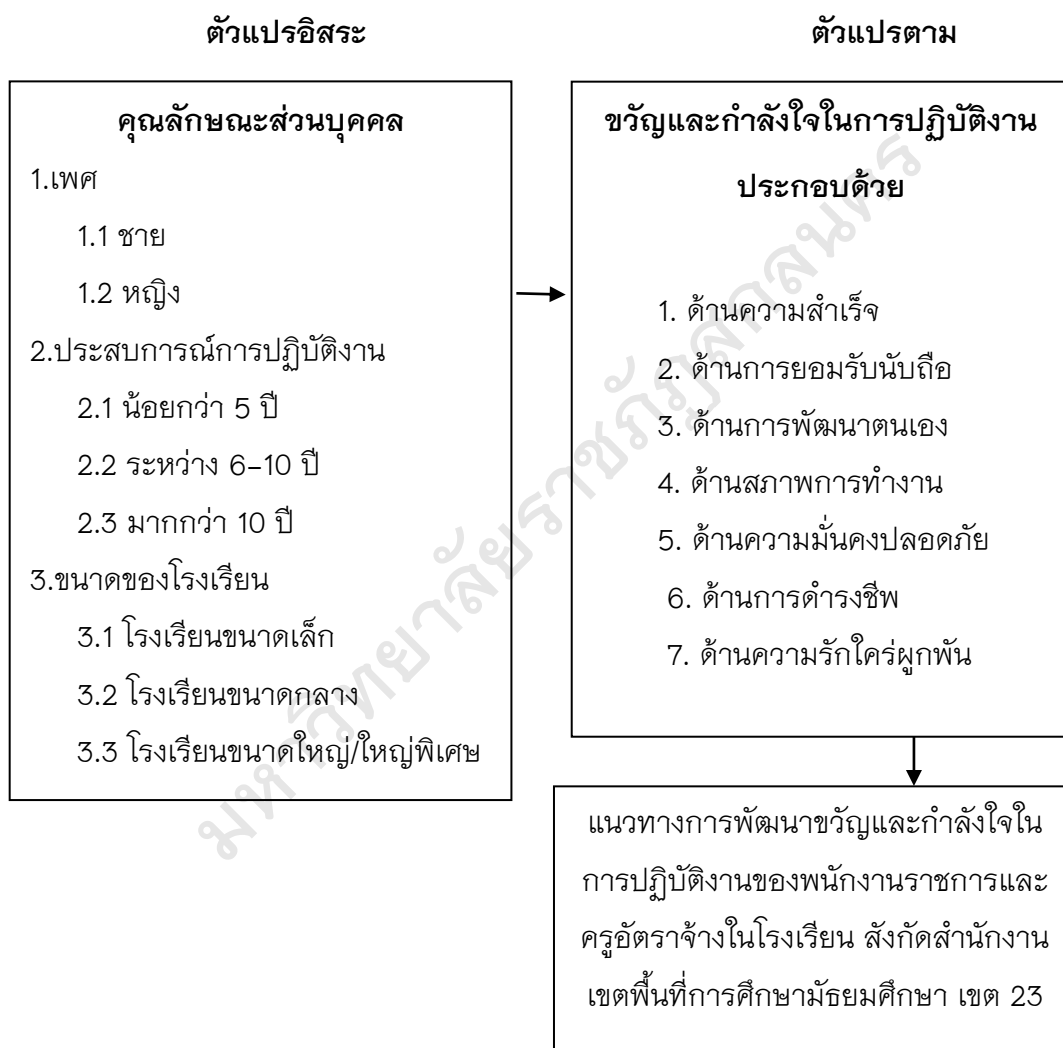 ตัวแปรอิสระ
ตัวแปรตาม
คุณลักษณะส่วนบุคคล
1.เพศ
1.1 ชาย
1.2 หญิง
2.ประสบการณ์การปฏิบัติงาน
2.1 น้อยกว่า 5 ปี
2.2 ระหว่าง 6–10 ปี
2.3 มากกว่า 10 ปี
3.ขนาดของโรงเรียน
3.1 โรงเรียนขนาดเล็ก
3.2 โรงเรียนขนาดกลาง
3.3 โรงเรียนขนาดใหญ่/ใหญ่พิเศษ
ขวัญและกำลังใจในการปฏิบัติงาน
ประกอบด้วย
1. ด้านความสำเร็จ
2. ด้านการยอมรับนับถือ
3. ด้านการพัฒนาตนเอง
4. ด้านสภาพการทำงาน
5. ด้านความมั่นคงปลอดภัย
6. ด้านการดำรงชีพ
7. ด้านความรักใคร่ผูกพัน
แนวทางการพัฒนาขวัญและกำลังใจใน
การปฏิบัติงานของพนักงานราชการและ
ครูอัตราจ้างในโรงเรียน สังกัดสำนักงาน
เขตพื้นที่การศึกษามัธยมศึกษา เขต 23
มหาวิทยาลัยราชภัฏสกลนคร